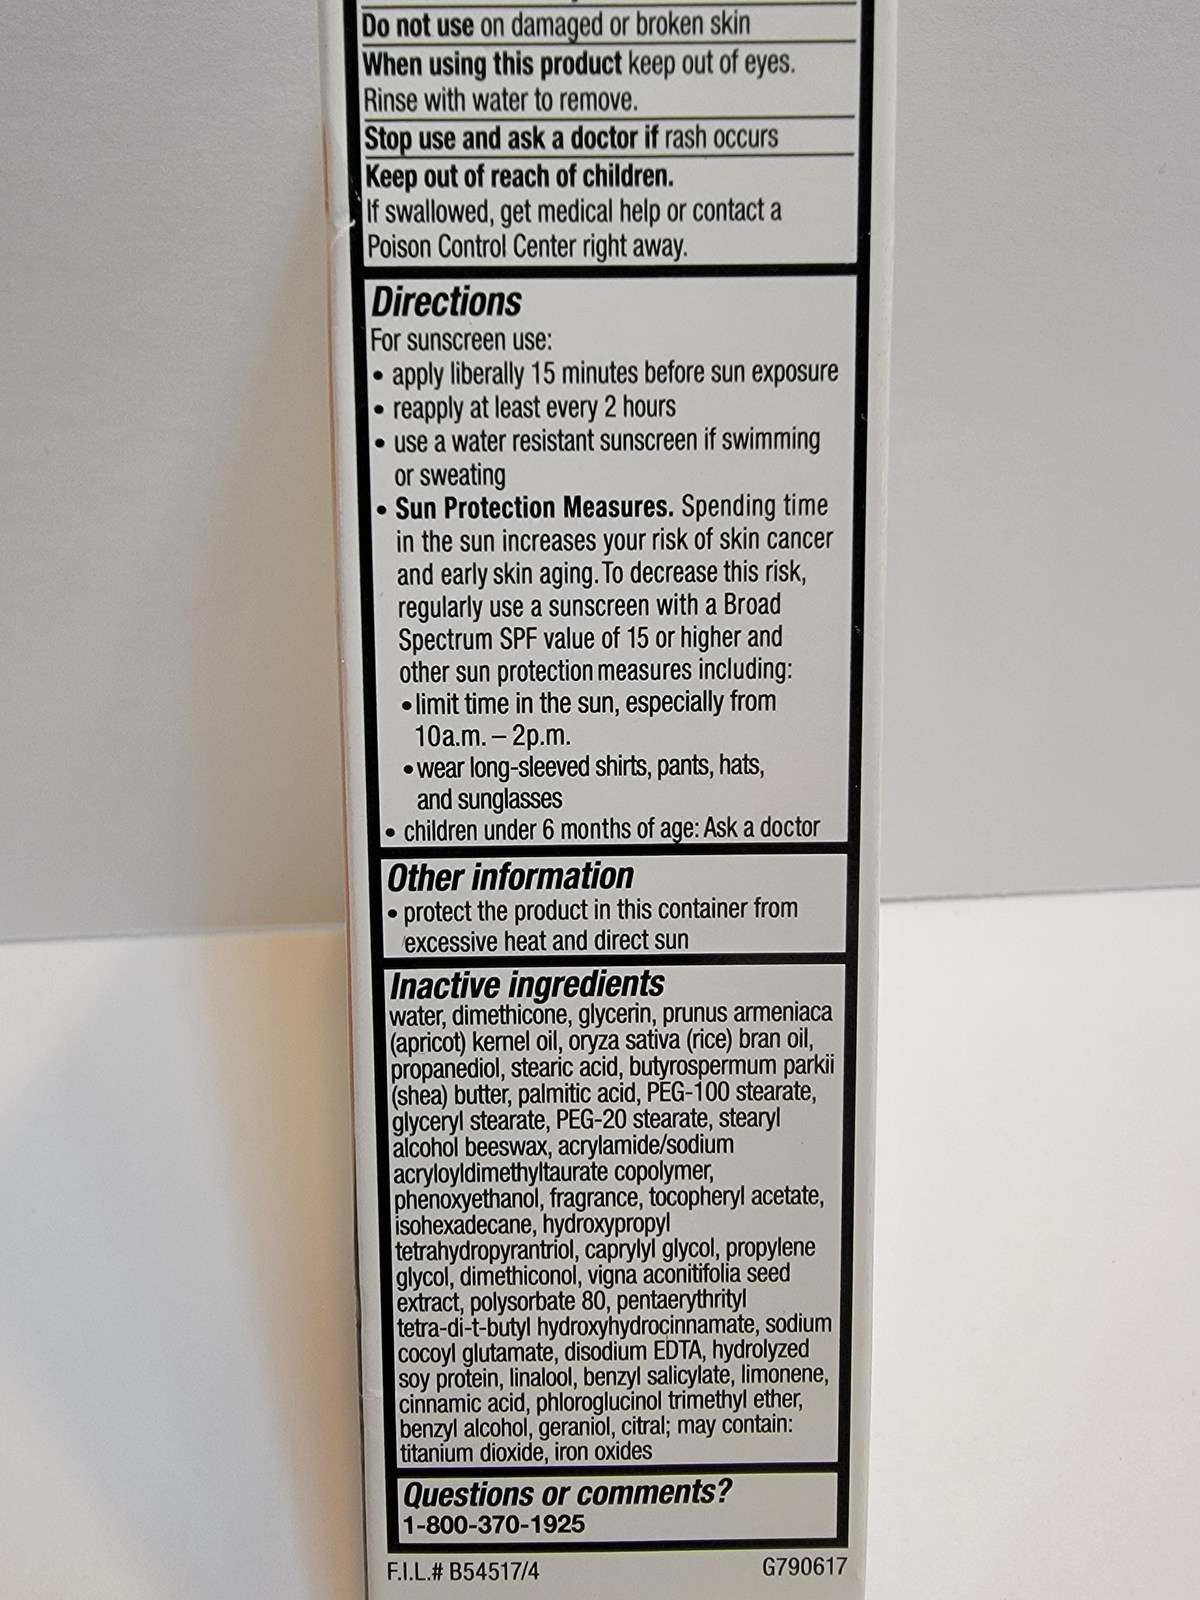 Do not use on damaged or broken skin
When using this product keep out of eyes.
Rinse with water to remove.
Stop use and ask a doctor if rash occurs
Keep out of reach of children.
If swallowed, get medical help or contact a
Poison Control Center right away.
Directions
For sunscreen use:
• apply liberally 15 minutes before sun exposure
• reapply at least every 2 hours
• use a water resistant sunscreen if swimming
or sweating
• Sun Protection Measures. Spending time
in the sun increases your risk of skin cancer
and early skin aging. To decrease this risk,
regularly use a sunscreen with a Broad
Spectrum SPF value of 15 or higher and
other sun protection measures including:
• limit time in the sun, especially from
10a.m. – 2p.m.
• wear long-sleeved shirts, pants, hats,
and sunglasses
• children under 6 months of age: Ask a doctor
Other information
• protect the product in this container from
excessive heat and direct sun
Inactive ingredients
water, dimethicone, glycerin, prunus armeniaca
(apricot) kernel oil, oryza sativa (rice) bran oil,
propanediol, stearic acid, butyrospermum parkii
(shea) butter, palmitic acid, PEG-100 stearate,
glyceryl stearate, PEG-20 stearate, stearyl
alcohol beeswax, acrylamide/sodium
acryloyldimethyltaurate copolymer,
phenoxyethanol, fragrance, tocopheryl acetate,
isohexadecane, hydroxypropyl
tetrahydropyrantriol, caprylyl glycol, propylene
glycol, dimethiconol, vigna aconitifolia seed
extract, polysorbate 80, pentaerythrityl
tetra-di-t-butyl hydroxyhydrocinnamate, sodium
cocoyl glutamate, disodium EDTA, hydrolyzed
soy protein, linalool, benzyl salicylate, limonene,
cinnamic acid, phloroglucinol trimethyl ether,
benzyl alcohol, geraniol, citral; may contain:
titanium dioxide, iron oxides
Questions or comments?
1-800-370-1925
F.I.L.# B54517/4 G790617